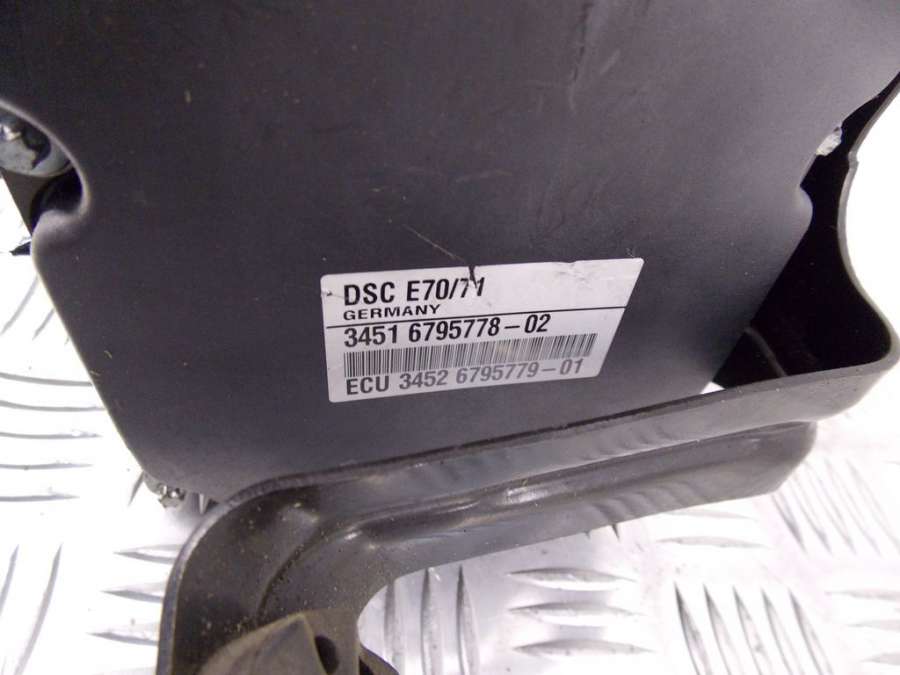 DSC E70/71
GERMANY
3451 6795778-02
ECU 3452 6795779-01